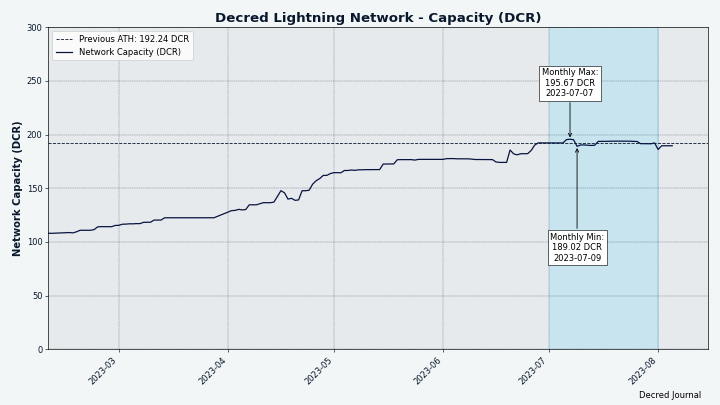 Decred Lightning Network - Capacity (DCR)
Previous ATH: 192.24 DCR
Network Capacity (DCR)
Network Capacity (DCR)
300
250
200
150
100
50
0
Monthly Max:
195.67 DCR
2023-07-07
Monthly Min:
189.02 DCR
2023-07-09
2023-03
2023-04
2023-05
2023-06
2023-07
2023-08
Decred Journal